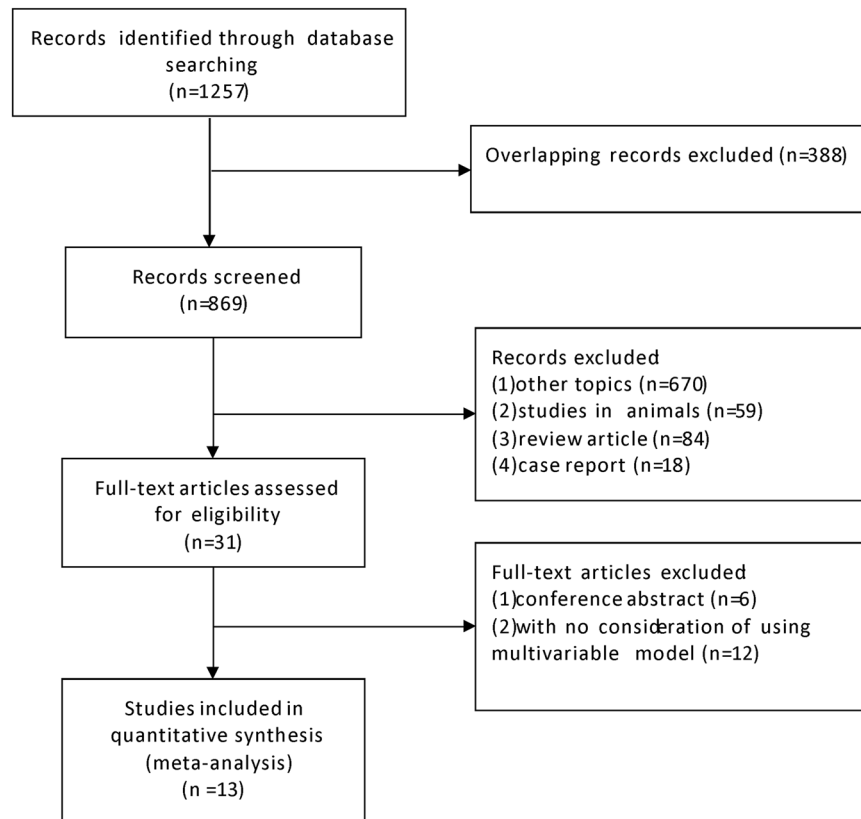 Records identified through database
searching
(n=1257)
Overlapping records excluded (n=388)
Records screened
(n=869)
Records excluded
(1)other topics (n=670)
(2)studies in animals (n=59)
(3)review article (n=84)
(4)case report (n=18)
Full-text articles assessed
for eligibility
(n=31)
Full-text articles excluded
(1)conference abstract (n=6)
(2)with no consideration of using
multivariable model (n=12)
Studies included in
quantitative synthesis
(meta-analysis)
(n =13)